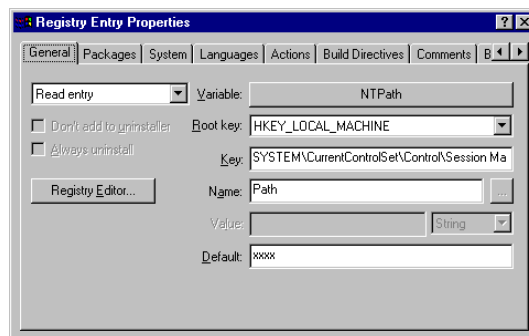 Registry Entry Properties
General Packages System Languages Actions Build Directives Comments B
Read entry Variable: NTPath
Don't add to uninstaller Root key: HKEY_LOCAL_MACHINE
Always uninstall Key: SYSTEM\CurrentControlSet\Control\Session Ma
Registry Editor... Name: Path ...
Value: String
Default: xxxx